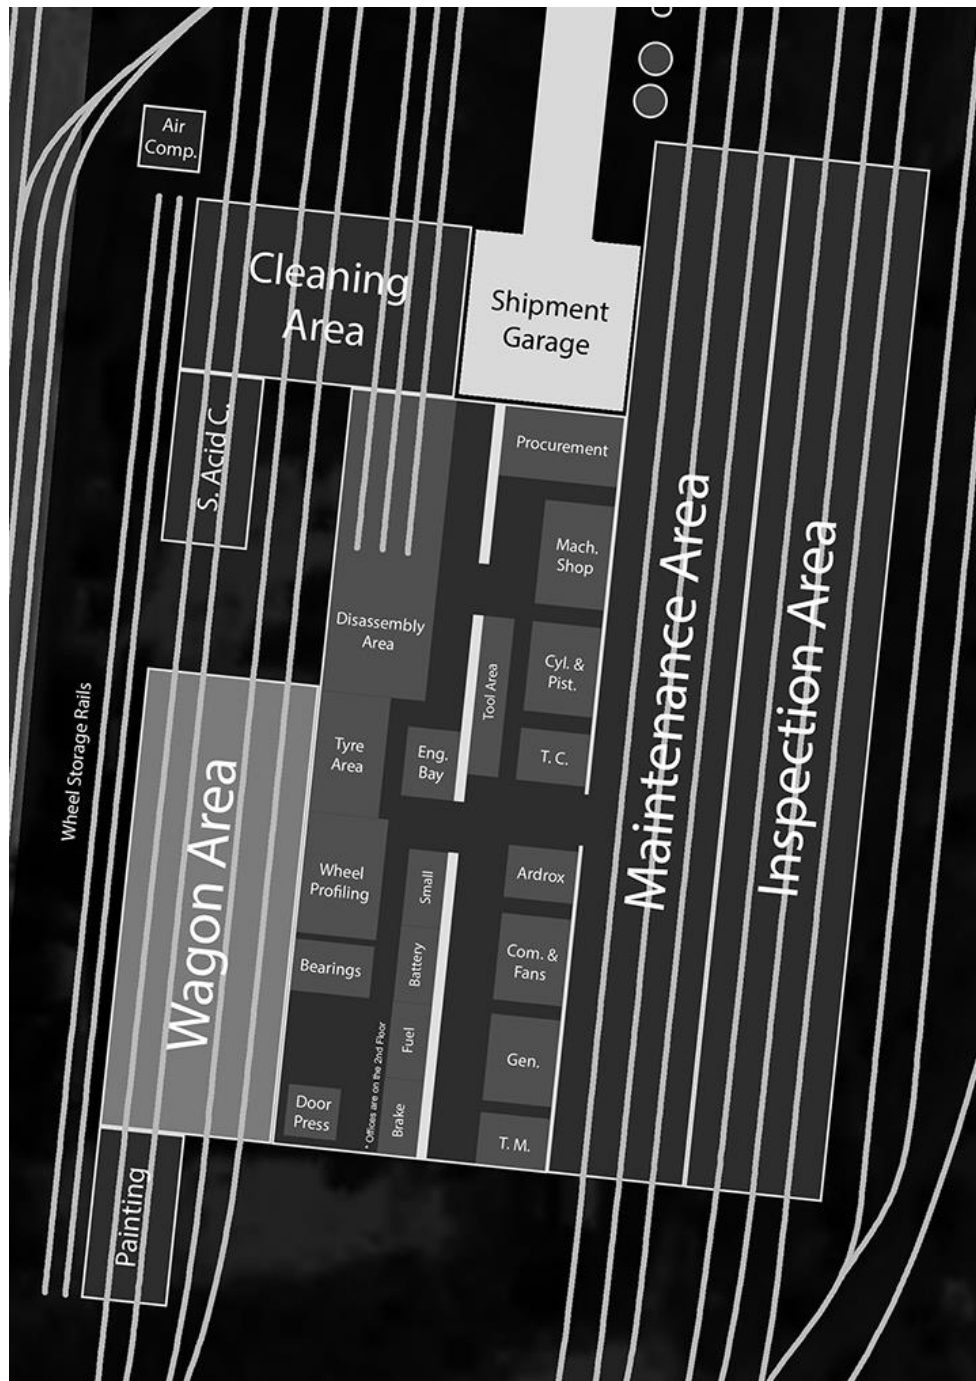 Air
Comp.
Cleaning
Area
Shipment
Garage
S. Acid C.
Procurement
Mach.
Shop
Disassembly
Area
Tool Area
Cyl. &
Pist.
Maintenance Area
Inspection Area
Wheel Storage Rails
Wagon Area
Tyre
Area
Eng.
Bay
T. C.
Wheel
Profiling
Small
Ardrox
Bearings
Battery
Com. &
Fans
* Offices are on the 2nd Floor
Fuel
Gen.
Door
Press
Brake
T. M.
Painting